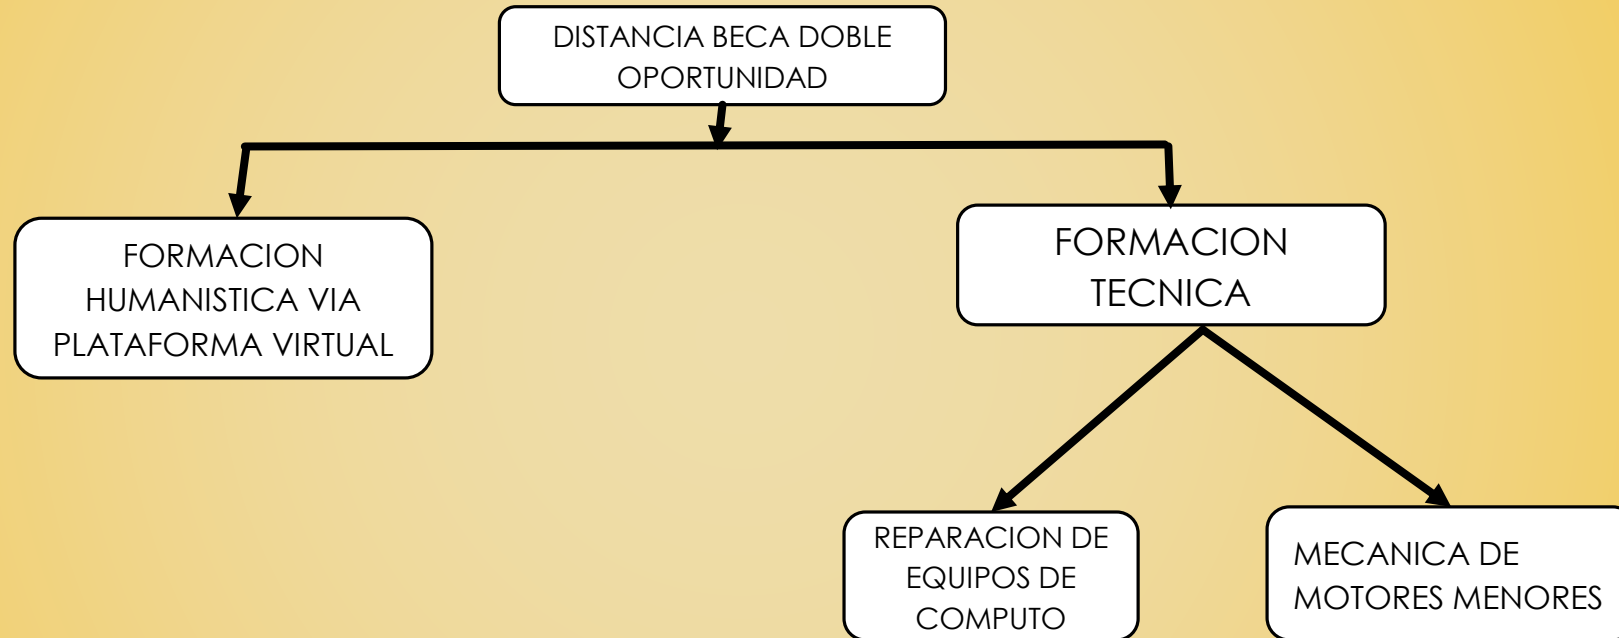 DISTANCIA BECA DOBLE
OPORTUNIDAD
FORMACION
HUMANISTICA VIA
PLATAFORMA VIRTUAL
FORMACION
TECNICA
REPARACION DE
EQUIPOS DE
COMPUTO
MECANICA DE
MOTORES MENORES